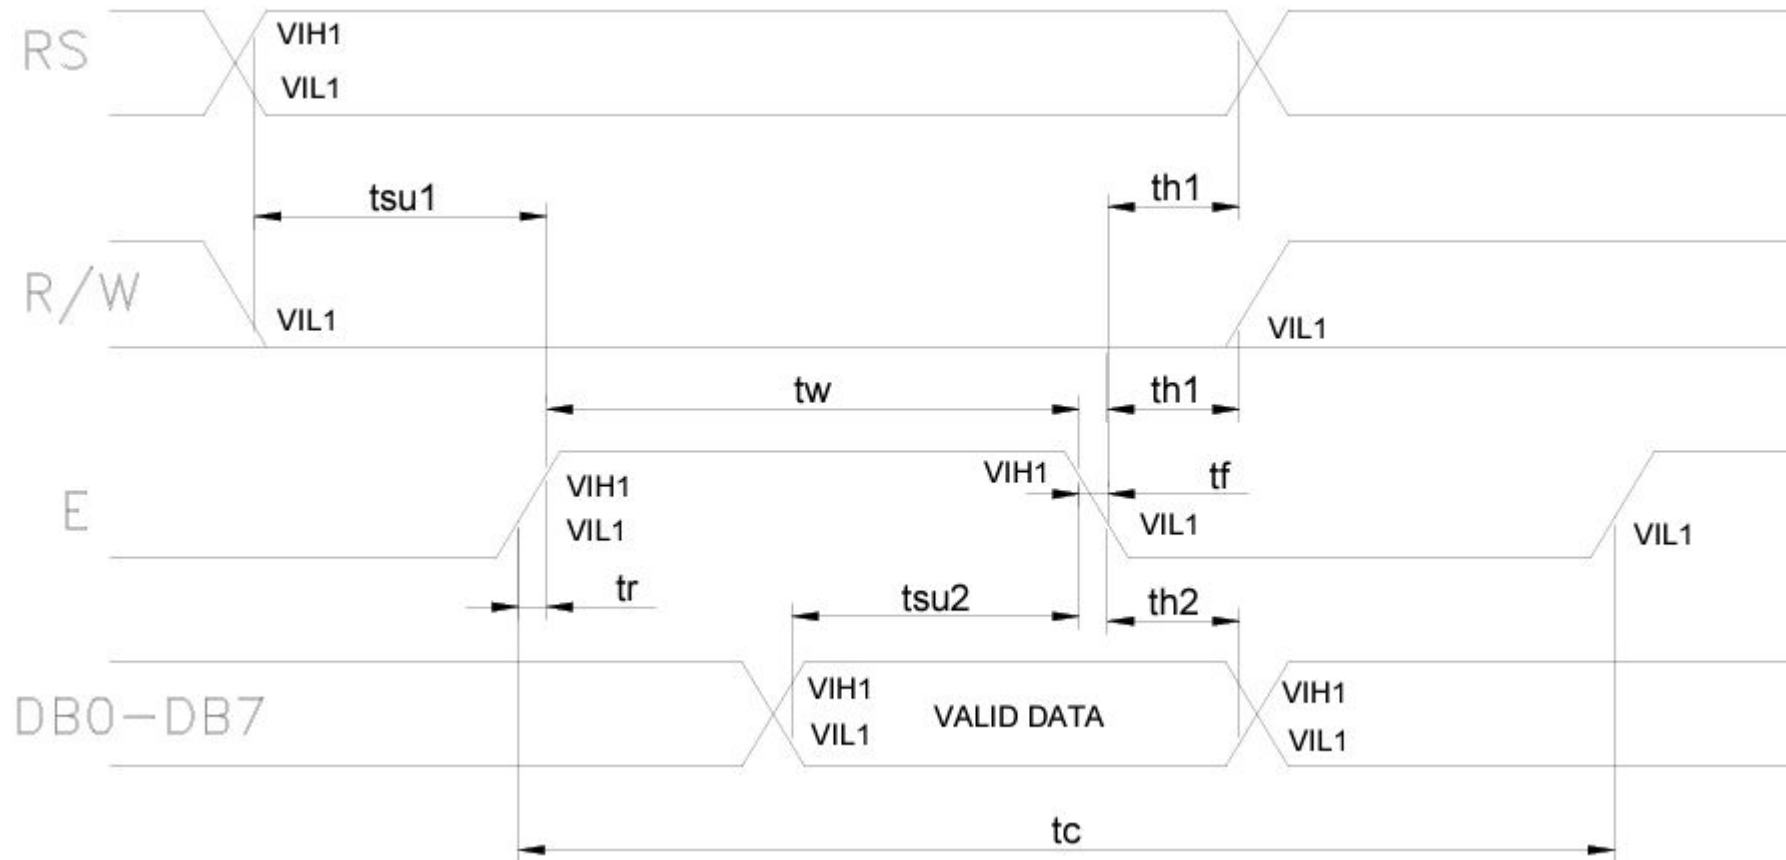 RS
VIH1
VIL1
tsu1
th1
R/W
VIL1
VIL1
tw
th1
E
VIH1
VIL1
VIH1
tf
VIL1
VIL1
tr
tsu2
th2
DB0-DB7
VIH1
VIL1
VALID DATA
VIH1
VIL1
tc